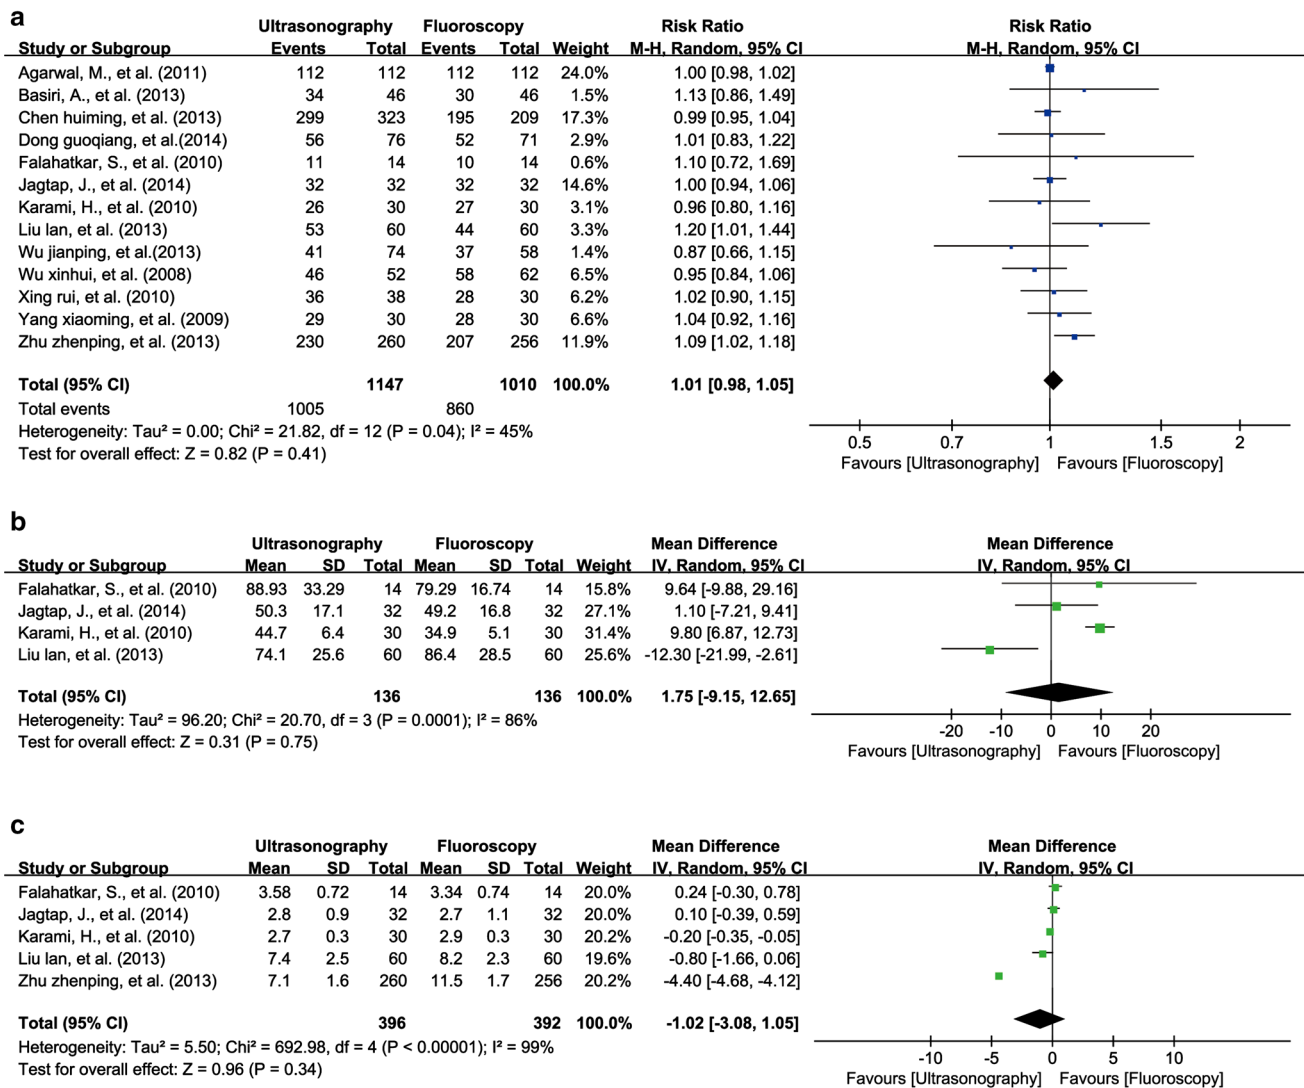 a
Ultrasonography Fluoroscopy Risk Ratio Risk Ratio
Study or Subgroup Events Total Events Total Weight M-H, Random, 95% CI M-H, Random, 95% CI
Agarwal, M., et al. (2011) 112 112 112 112 24.0% 1.00 [0.98, 1.02]
Basiri, A., et al. (2013) 34 46 30 46 1.5% 1.13 [0.86, 1.49]
Chen huiming, et al. (2013) 299 323 195 209 17.3% 0.99 [0.95, 1.04]
Dong guoqiang, et al.(2014) 56 76 52 71 2.9% 1.01 [0.83, 1.22]
Falahatkar, S., et al. (2010) 11 14 10 14 0.6% 1.10 [0.72, 1.69]
Jagtap, J., et al. (2014) 32 32 32 32 14.6% 1.00 [0.94, 1.06]
Karami, H., et al. (2010) 26 30 27 30 3.1% 0.96 [0.80, 1.16]
Liu lan, et al. (2013) 53 60 44 60 3.3% 1.20 [1.01, 1.44]
Wu jianping, et al.(2013) 41 74 37 58 1.4% 0.87 [0.66, 1.15]
Wu xinhui, et al. (2008) 46 52 58 62 6.5% 0.95 [0.84, 1.06]
Xing rui, et al. (2010) 36 38 28 30 6.2% 1.02 [0.90, 1.15]
Yang xiaoming, et al. (2009) 29 30 28 30 6.6% 1.04 [0.92, 1.16]
Zhu zhenping, et al. (2013) 230 260 207 256 11.9% 1.09 [1.02, 1.18]
Total (95% CI) 1147 1010 100.0% 1.01 [0.98, 1.05]
Total events 1005 860
Heterogeneity: Tau² = 0.00; Chi² = 21.82, df = 12 (P = 0.04); I² = 45%
Test for overall effect: Z = 0.82 (P = 0.41)
0.5 0.7 1 1.5 2
Favours [Ultrasonography] Favours [Fluoroscopy]
b
Ultrasonography Fluoroscopy Mean Difference Mean Difference
Study or Subgroup Mean SD Total Mean SD Total Weight IV, Random, 95% CI IV, Random, 95% CI
Falahatkar, S., et al. (2010) 88.93 33.29 14 79.29 16.74 14 15.8% 9.64 [-9.88, 29.16]
Jagtap, J., et al. (2014) 50.3 17.1 32 49.2 16.8 32 27.1% 1.10 [-7.21, 9.41]
Karami, H., et al. (2010) 44.7 6.4 30 34.9 5.1 30 31.4% 9.80 [6.87, 12.73]
Liu lan, et al. (2013) 74.1 25.6 60 86.4 28.5 60 25.6% -12.30 [-21.99, -2.61]
Total (95% CI) 136 136 100.0% 1.75 [-9.15, 12.65]
Heterogeneity: Tau² = 96.20; Chi² = 20.70, df = 3 (P = 0.0001); I² = 86%
Test for overall effect: Z = 0.31 (P = 0.75)
-20 -10 0 10 20
Favours [Ultrasonography] Favours [Fluoroscopy]
c
Ultrasonography Fluoroscopy Mean Difference Mean Difference
Study or Subgroup Mean SD Total Mean SD Total Weight IV, Random, 95% CI IV, Random, 95% CI
Falahatkar, S., et al. (2010) 3.58 0.72 14 3.34 0.74 14 20.0% 0.24 [-0.30, 0.78]
Jagtap, J., et al. (2014) 2.8 0.9 32 2.7 1.1 32 20.0% 0.10 [-0.39, 0.59]
Karami, H., et al. (2010) 2.7 0.3 30 2.9 0.3 30 20.2% -0.20 [-0.35, -0.05]
Liu lan, et al. (2013) 7.4 2.5 60 8.2 2.3 60 19.6% -0.80 [-1.66, 0.06]
Zhu zhenping, et al. (2013) 7.1 1.6 260 11.5 1.7 256 20.2% -4.40 [-4.68, -4.12]
Total (95% CI) 396 392 100.0% -1.02 [-3.08, 1.05]
Heterogeneity: Tau² = 5.50; Chi² = 692.98, df = 4 (P < 0.00001); I² = 99%
Test for overall effect: Z = 0.96 (P = 0.34)
-10 -5 0 5 10
Favours [Ultrasonography] Favours [Fluoroscopy]